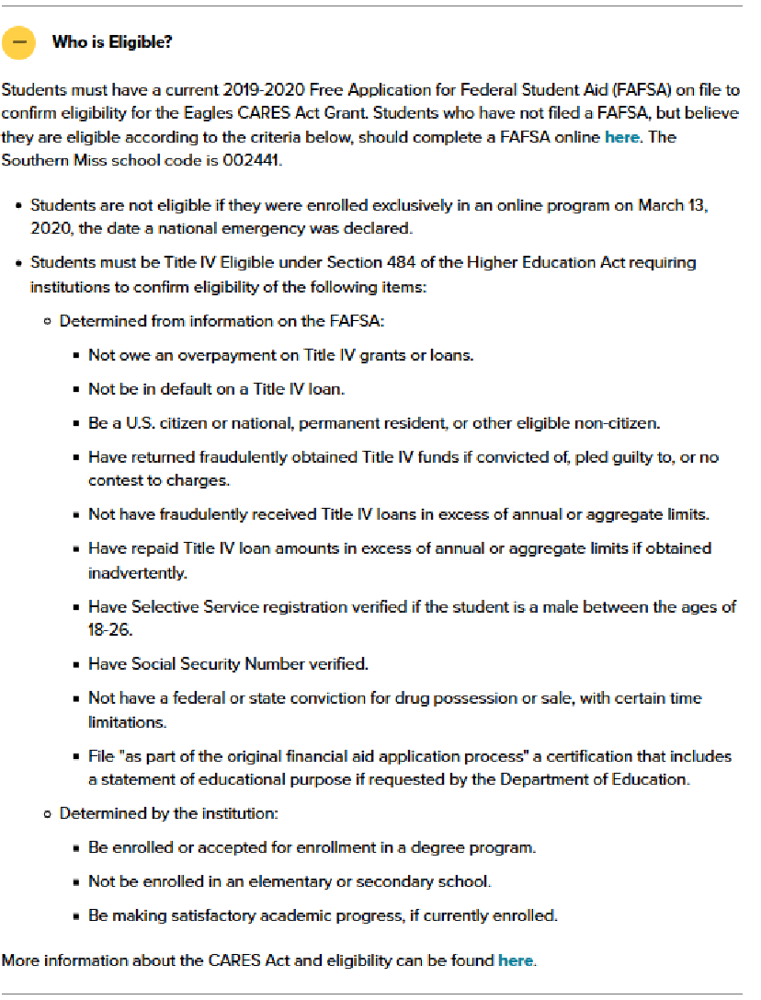 Who is Eligible?
Students must have a current 2019-2020 Free Application for Federal Student Aid (FAFSA) on file to
confirm eligibility for the Eagles CARES Act Grant. Students who have not filed a FAFSA, but believe
they are eligible according to the criteria below, should complete a FAFSA online here. The
Southern Miss school code is 002441.
• Students are not eligible if they were enrolled exclusively in an online program on March 13,
2020, the date a national emergency was declared.
• Students must be Title IV Eligible under Section 484 of the Higher Education Act requiring
institutions to confirm eligibility of the following items:
◦ Determined from information on the FAFSA:
▪ Not owe an overpayment on Title IV grants or loans.
▪ Not be in default on a Title IV loan.
▪ Be a U.S. citizen or national, permanent resident, or other eligible non-citizen.
▪ Have returned fraudulently obtained Title IV funds if convicted of, pled guilty to, or no
contest to charges.
▪ Not have fraudulently received Title IV loans in excess of annual or aggregate limits.
▪ Have repaid Title IV loan amounts in excess of annual or aggregate limits if obtained
inadvertently.
▪ Have Selective Service registration verified if the student is a male between the ages of
18-26.
▪ Have Social Security Number verified.
▪ Not have a federal or state conviction for drug possession or sale, with certain time
limitations.
▪ File "as part of the original financial aid application process" a certification that includes
a statement of educational purpose if requested by the Department of Education.
◦ Determined by the institution:
▪ Be enrolled or accepted for enrollment in a degree program.
▪ Not be enrolled in an elementary or secondary school.
▪ Be making satisfactory academic progress, if currently enrolled.
More information about the CARES Act and eligibility can be found here.